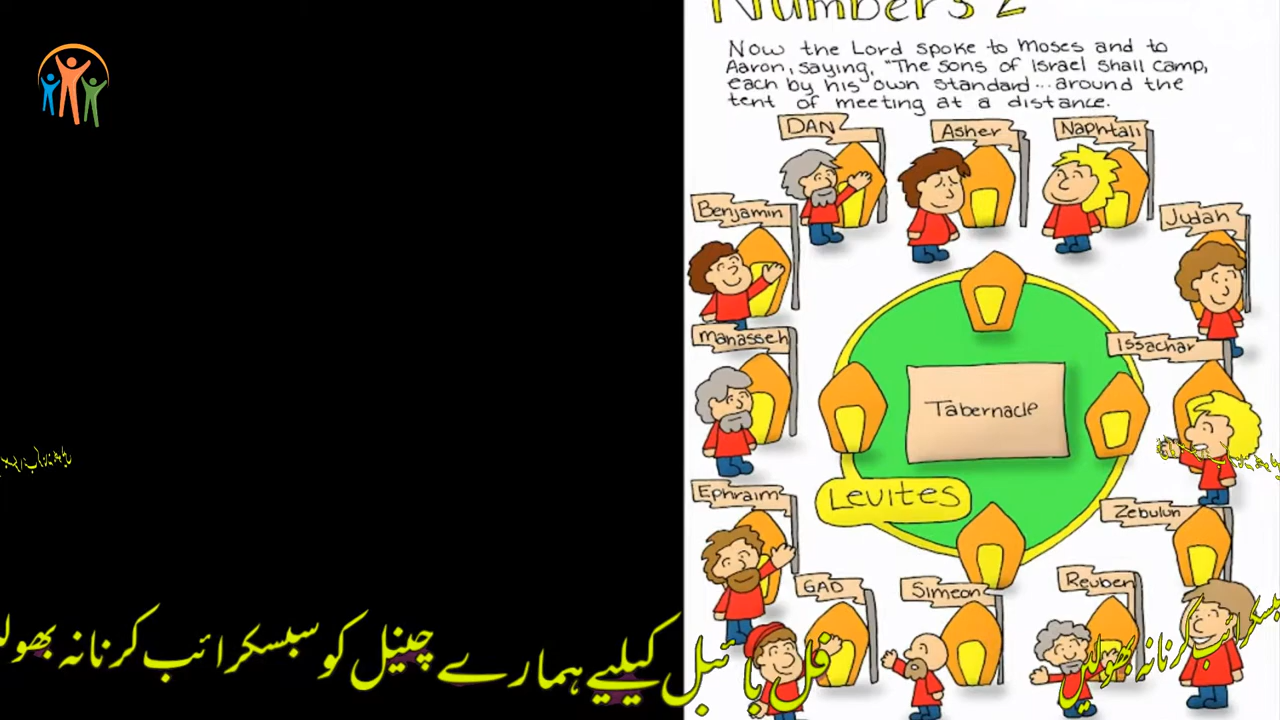 Numbers 2
Now the Lord spoke to Moses and to
Aaron, saying, "The sons of Israel shall camp,
each by his own standard...around the
tent of meeting at a distance.
DAN
Asher
Naphtali
Benjamin
Judah
Manasseh
Issachar
Tabernacle
Ephraim
Levites
Zebulun
GAD
Simeon
Reuben
فل بائبل کیلیے ہمارے چینل کو سبسکرائب کرنا نہ بھولیں
سبسکرائب کرنا نہ بھولیں